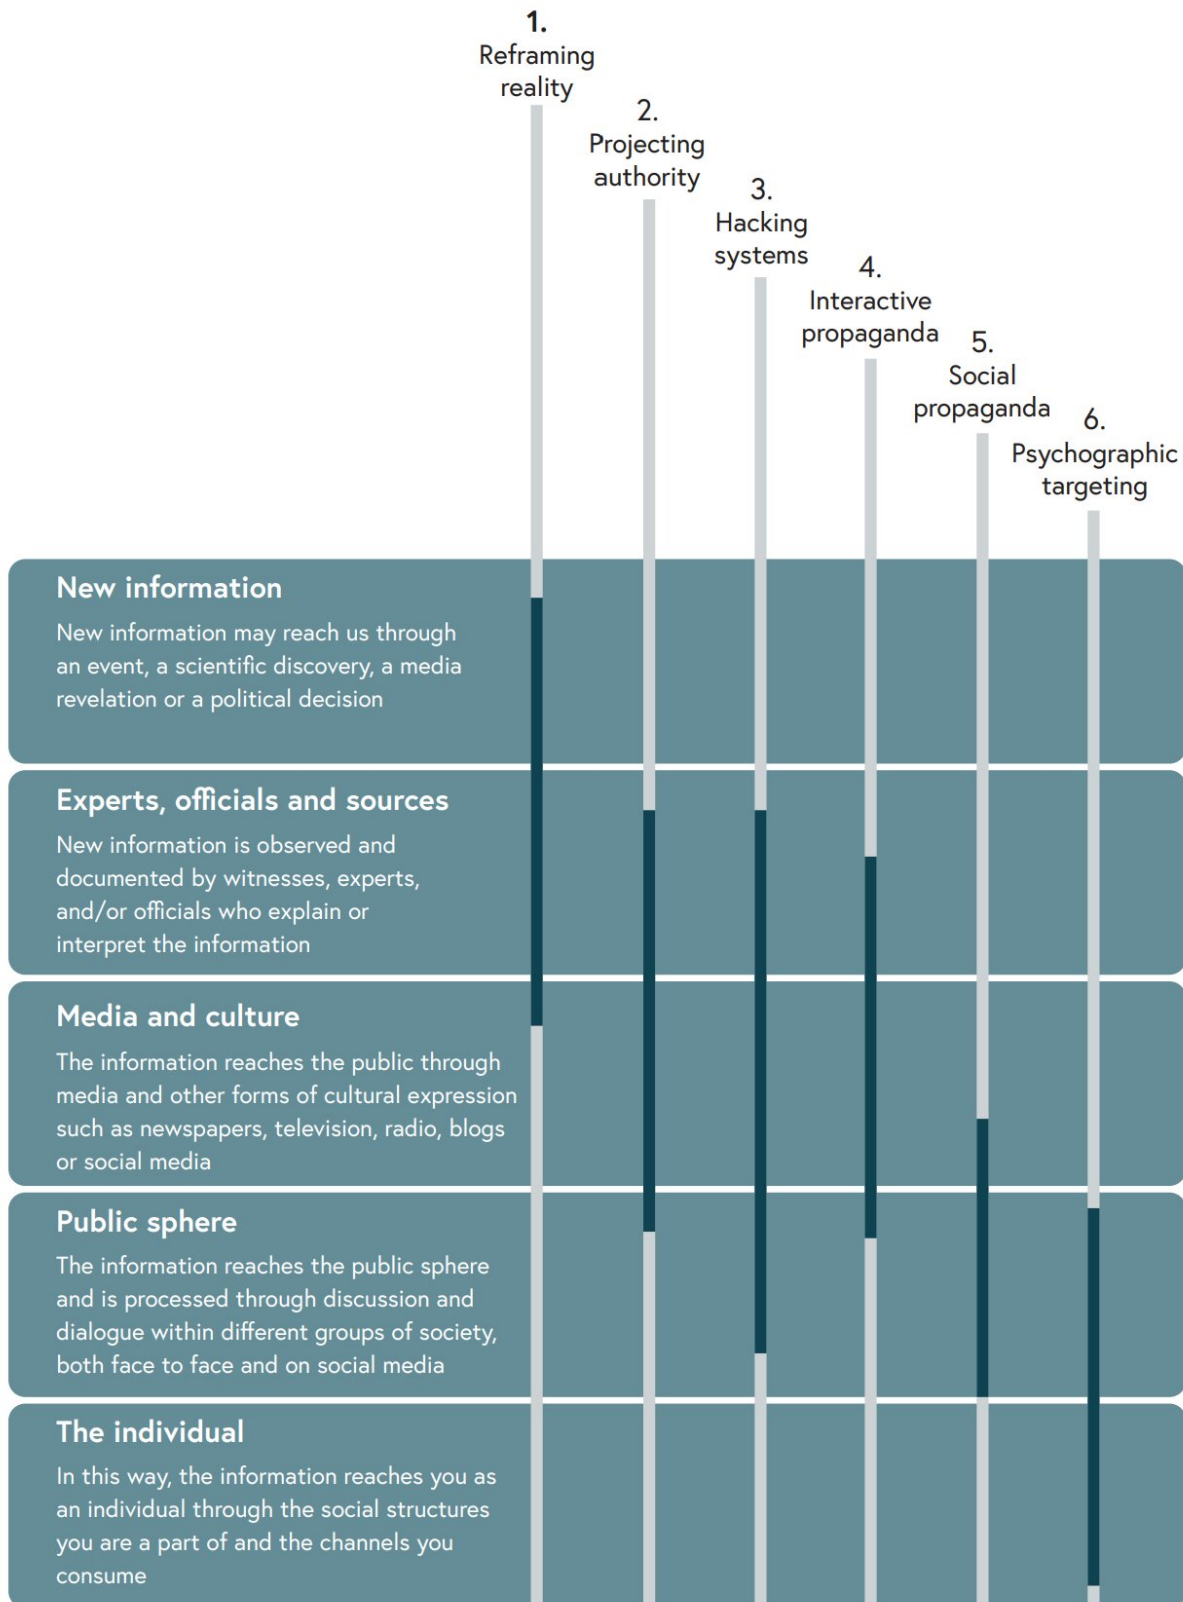 1.
Reframing
reality
2.
Projecting
authority
3.
Hacking
systems
4.
Interactive
propaganda
5.
Social
propaganda
6.
Psychographic
targeting
New information
New information may reach us through
an event, a scientific discovery, a media
revelation or a political decision
Experts, officials and sources
New information is observed and
documented by witnesses, experts,
and/or officials who explain or
interpret the information
Media and culture
The information reaches the public through
media and other forms of cultural expression
such as newspapers, television, radio, blogs
or social media
Public sphere
The information reaches the public sphere
and is processed through discussion and
dialogue within different groups of society,
both face to face and on social media
The individual
In this way, the information reaches you as
an individual through the social structures
you are a part of and the channels you
consume